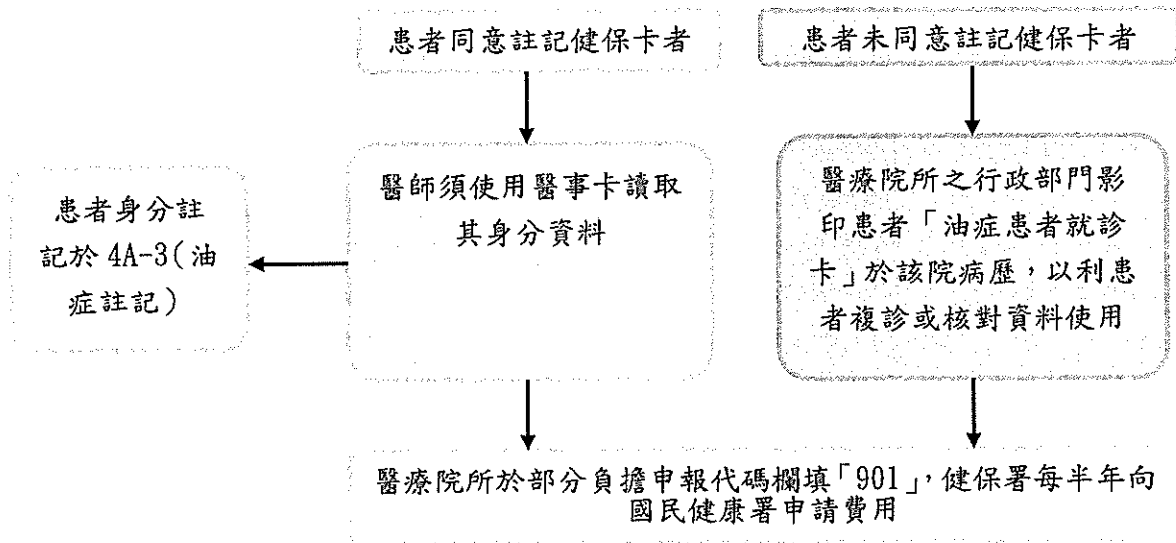 患者同意註記健保卡者
患者未同意註記健保卡者
患者身分註
記於 4A-3(油
症註記)
醫師須使用醫事卡讀取
其身分資料
醫療院所之行政部門影
印患者「油症患者就診
卡」於該院病歷，以利患
者複診或核對資料使用
醫療院所於部分負擔申報代碼欄填「901」，健保署每半年向
國民健康署申請費用